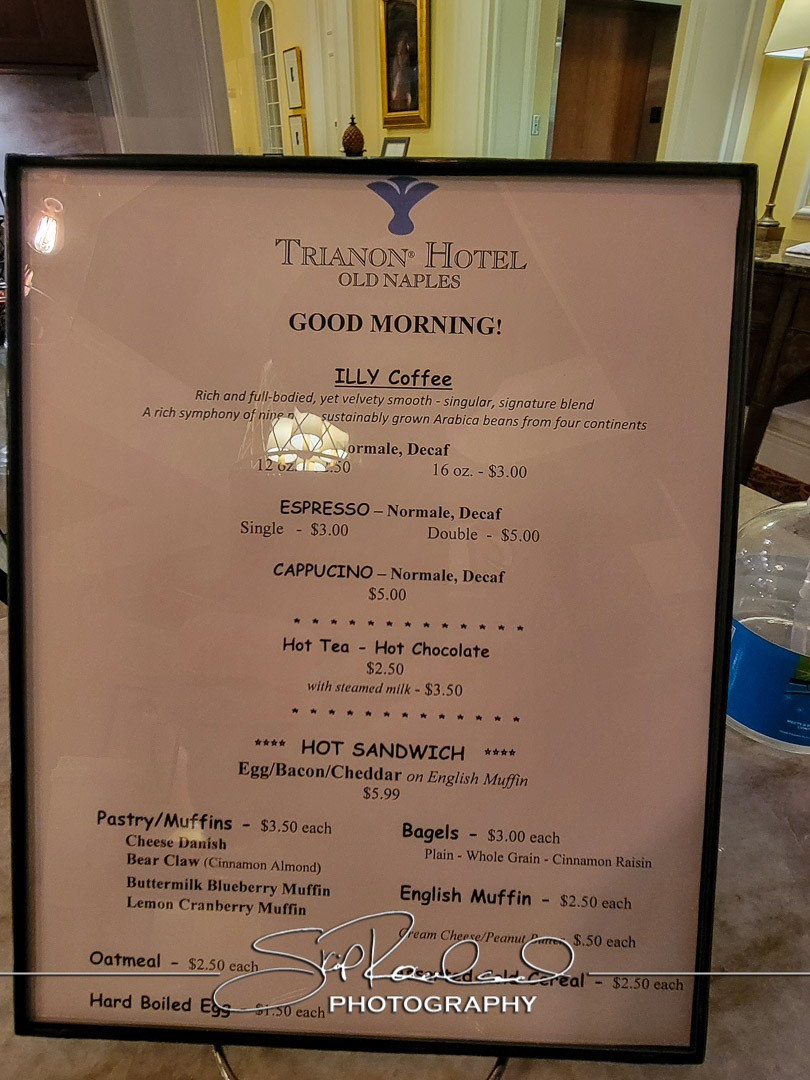 TRIANON® HOTEL
OLD NAPLES
GOOD MORNING!
ILLY Coffee
Rich and full-bodied, yet velvety smooth - singular, signature blend
A rich symphony of nine sustainably grown Arabica beans from four continents
Normale, Decaf
12 oz. 16 oz. - $3.00
ESPRESSO – Normale, Decaf
Single - $3.00 Double - $5.00
CAPPUCINO – Normale, Decaf
$5.00
* * * * * * * * * * * * *
Hot Tea - Hot Chocolate
$2.50
with steamed milk - $3.50
* * * * * * * * * * * * *
**** HOT SANDWICH ****
Egg/Bacon/Cheddar on English Muffin
$5.99
Pastry/Muffins - $3.50 each
Cheese Danish
Bear Claw (Cinnamon Almond)
Buttermilk Blueberry Muffin
Lemon Cranberry Muffin
Oatmeal - $2.50 each
Hard Boiled Egg - $1.50 each
Bagels - $3.00 each
Plain - Whole Grain - Cinnamon Raisin
English Muffin - $2.50 each
Cream Cheese/Peanut Butter $.50 each
Assorted Cold Cereal - $2.50 each
PHOTOGRAPHY